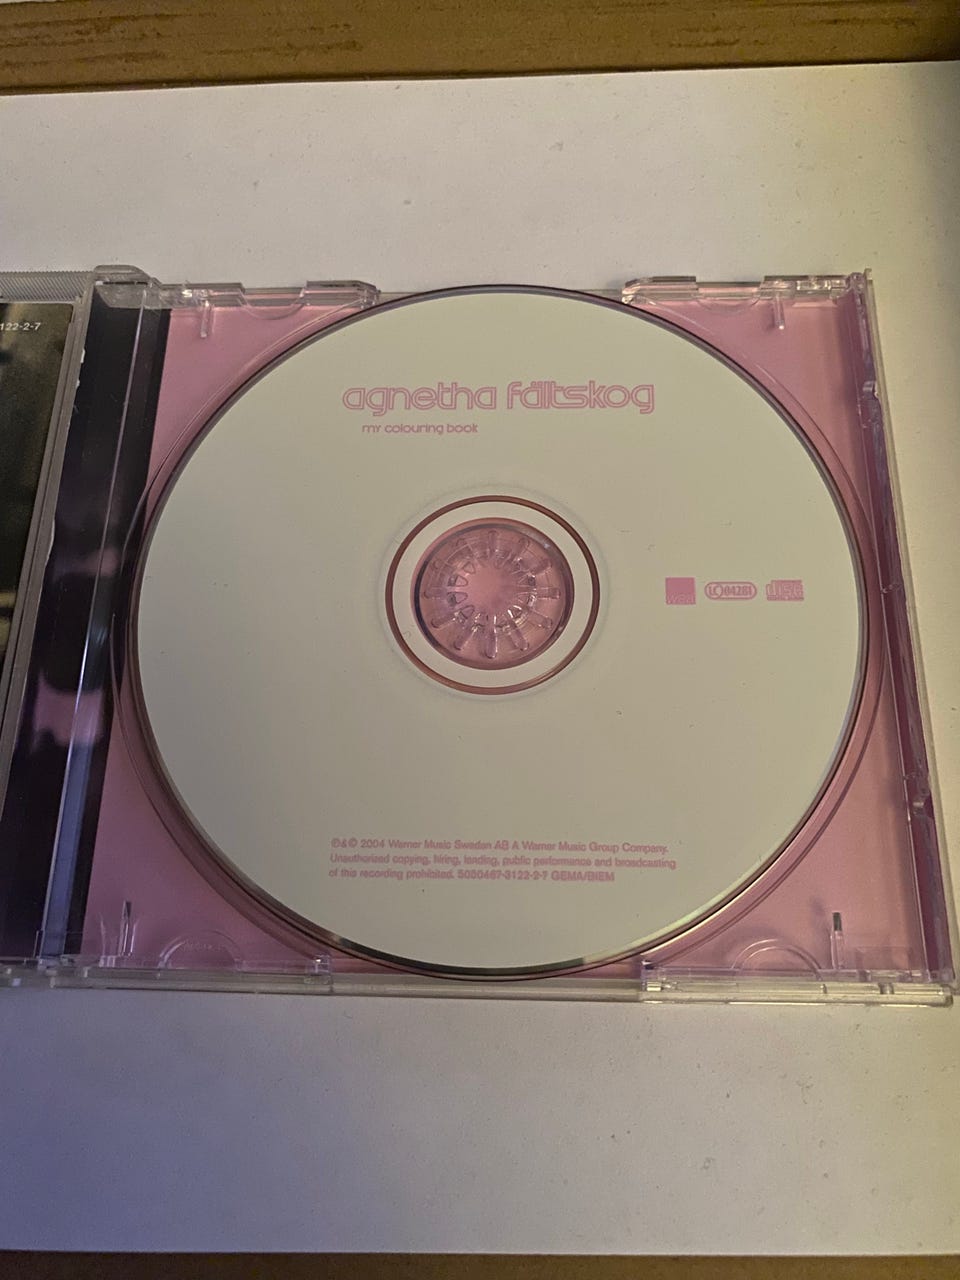 122-2-7
agnetha fältskog
my colouring book
wea
LC 04281
disc
℗&© 2004 Warner Music Sweden AB A Warner Music Group Company.
Unauthorized copying, hiring, lending, public performance and broadcasting
of this recording prohibited. 5050467-3122-2-7 GEMA/BIEM